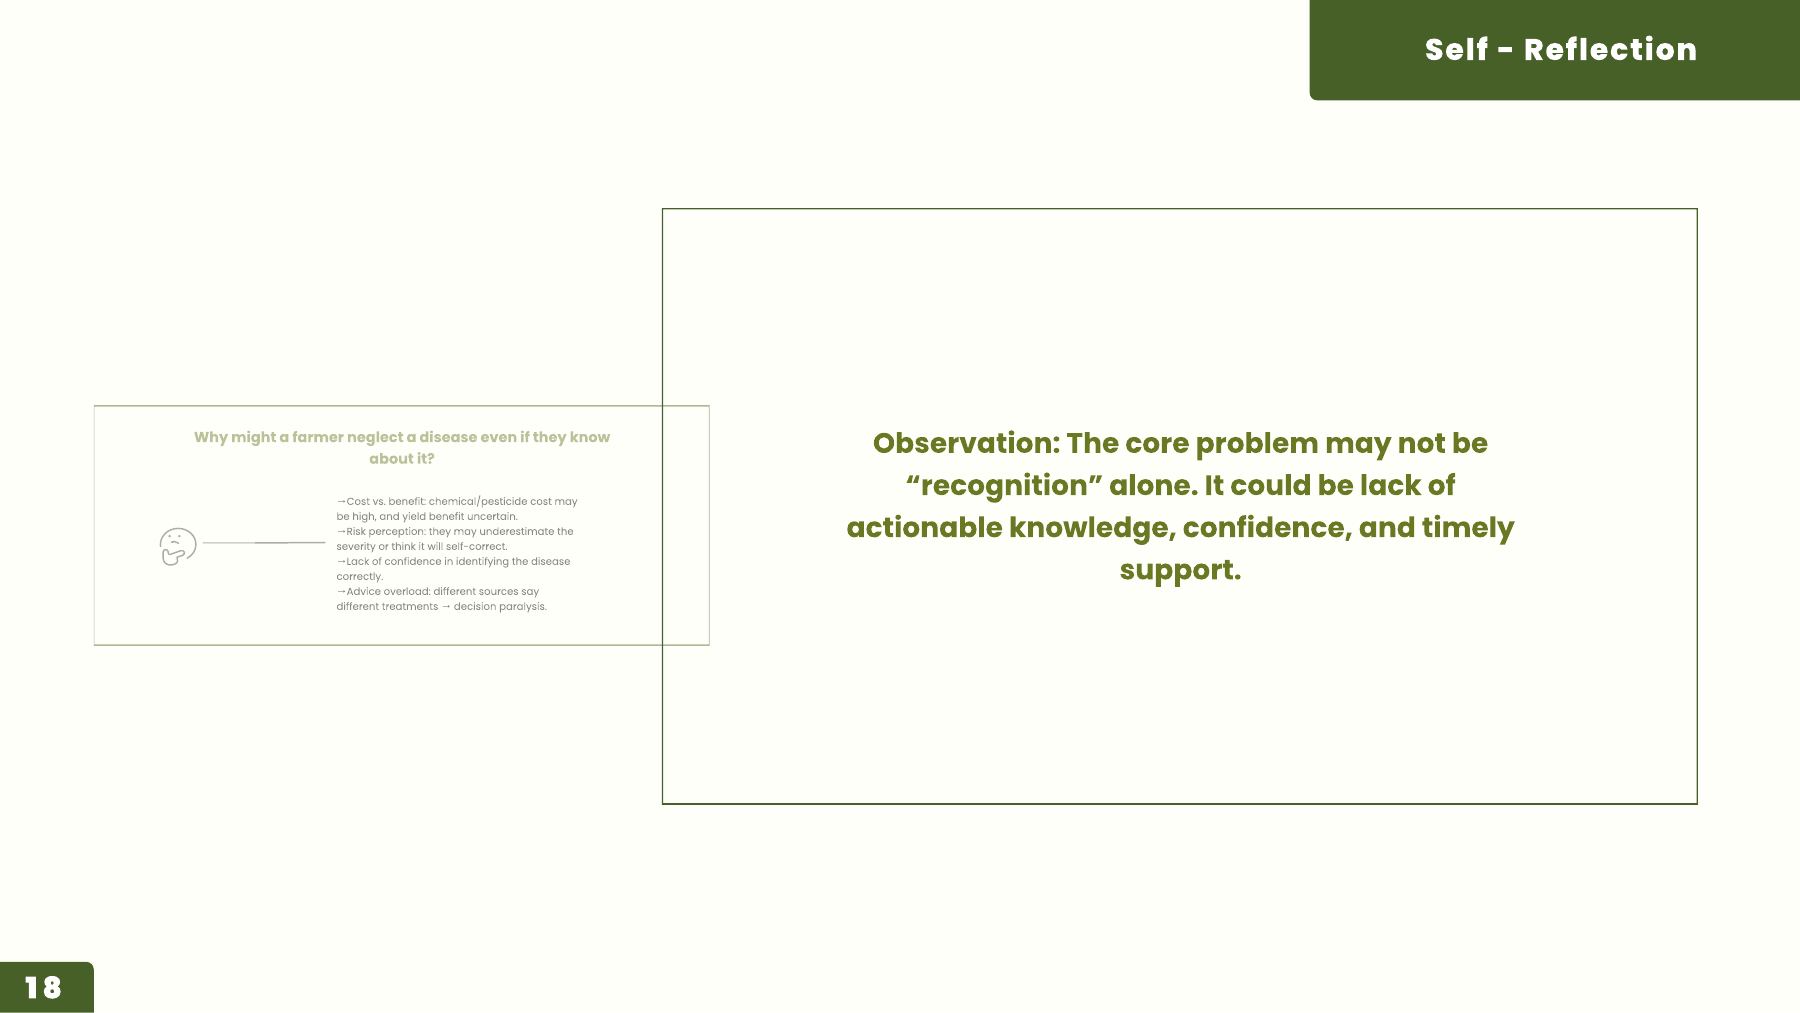 Self - Reflection
Why might a farmer neglect a disease even if they know
about it?
→Cost vs. benefit: chemical/pesticide cost may
be high, and yield benefit uncertain.
→Risk perception: they may underestimate the
severity or think it will self-correct.
→Lack of confidence in identifying the disease
correctly.
→Advice overload: different sources say
different treatments → decision paralysis.
Observation: The core problem may not be
“recognition” alone. It could be lack of
actionable knowledge, confidence, and timely
support.
18